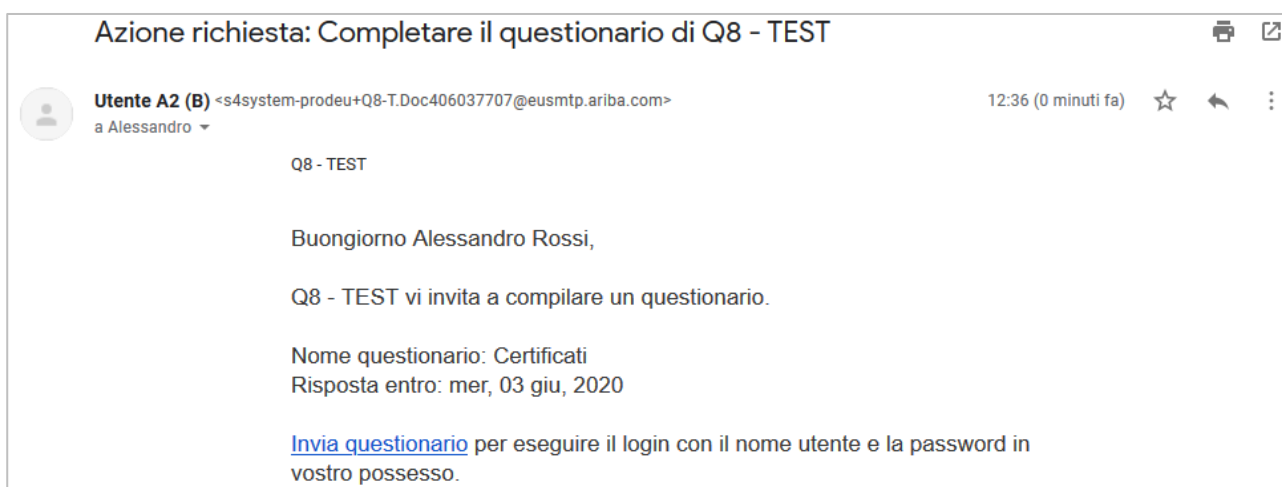 Azione richiesta: Completare il questionario di Q8 - TEST
Utente A2 (B) <s4system-prodeu+Q8-T.Doc406037707@eusmtp.ariba.com>
12:36 (0 minuti fa)
a Alessandro
Q8 - TEST
Buongiorno Alessandro Rossi,
Q8 - TEST vi invita a compilare un questionario.
Nome questionario: Certificati
Risposta entro: mer, 03 giu, 2020
Invia questionario per eseguire il login con il nome utente e la password in
vostro possesso.